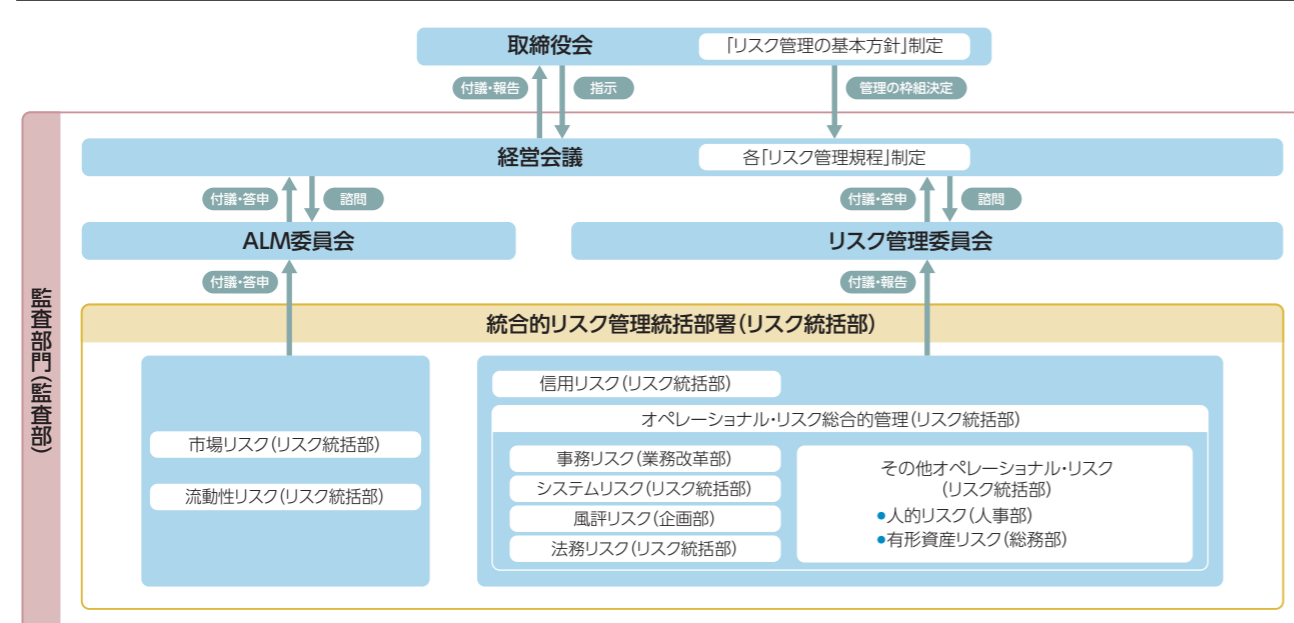 取締役会
「リスク管理の基本方針」制定
付議・報告
指示
管理の枠組決定
経営会議
各「リスク管理規程」制定
付議・答申
諮問
付議・答申
諮問
ALM委員会
リスク管理委員会
付議・答申
付議・報告
監査部門(監査部)
統合的リスク管理統括部署(リスク統括部)
市場リスク(リスク統括部)
流動性リスク(リスク統括部)
信用リスク(リスク統括部)
オペレーショナル・リスク総合的管理(リスク統括部)
事務リスク(業務改革部)
システムリスク(リスク統括部)
風評リスク(企画部)
法務リスク(リスク統括部)
その他オペレーショナル・リスク
(リスク統括部)
●人的リスク(人事部)
●有形資産リスク(総務部)